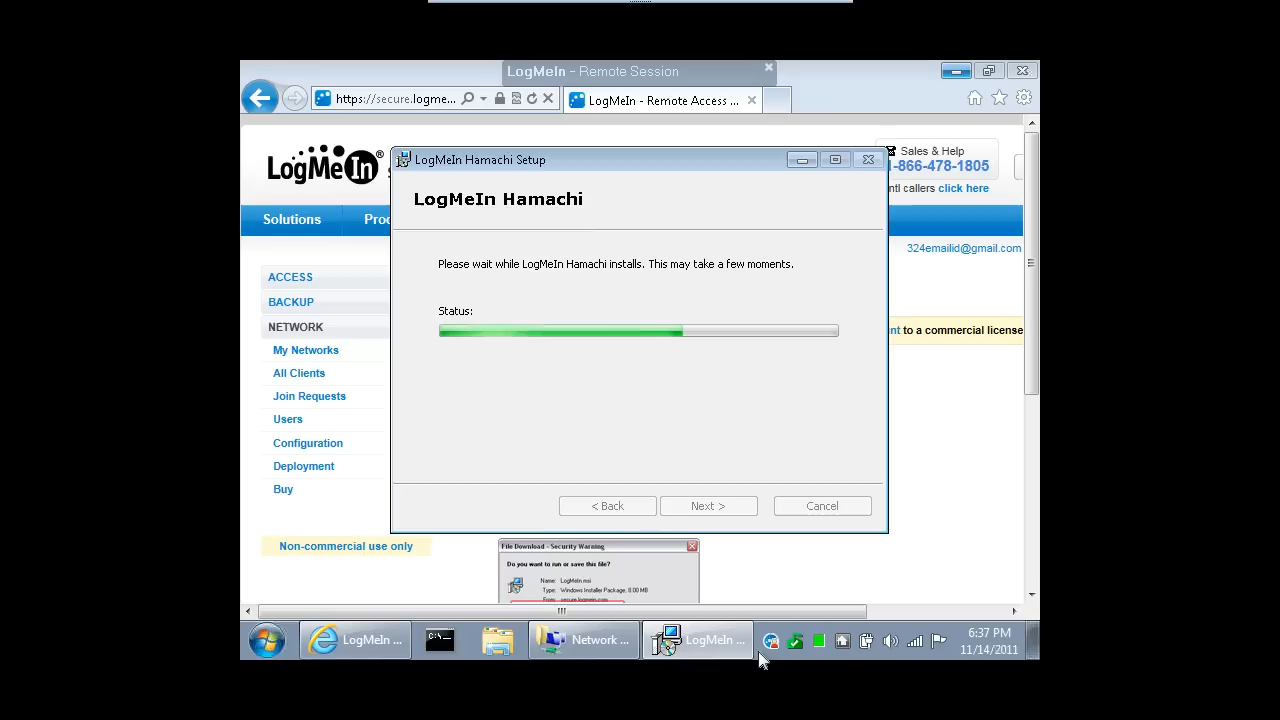 LogMeIn - Remote Session
https://secure.logme...
LogMeIn - Remote Access ...
LogMeIn®
Sales & Help
1-866-478-1805
ntl callers click here
Solutions
Proc
324emailid@gmail.com
LogMeIn Hamachi Setup
LogMeIn Hamachi
Please wait while LogMeIn Hamachi installs. This may take a few moments.
Status:
< Back
Next >
Cancel
ACCESS
BACKUP
NETWORK
My Networks
All Clients
Join Requests
Users
Configuration
Deployment
Buy
nt to a commercial license
Non-commercial use only
File Download - Security Warning
Do you want to run or save this file?
Name: LogMeIn.msi
Type: Windows Installer Package, 8.00 MB
From: secure.logmein.com
LogMeIn ...
C:\
Network ...
LogMeIn ...
6:37 PM
11/14/2011